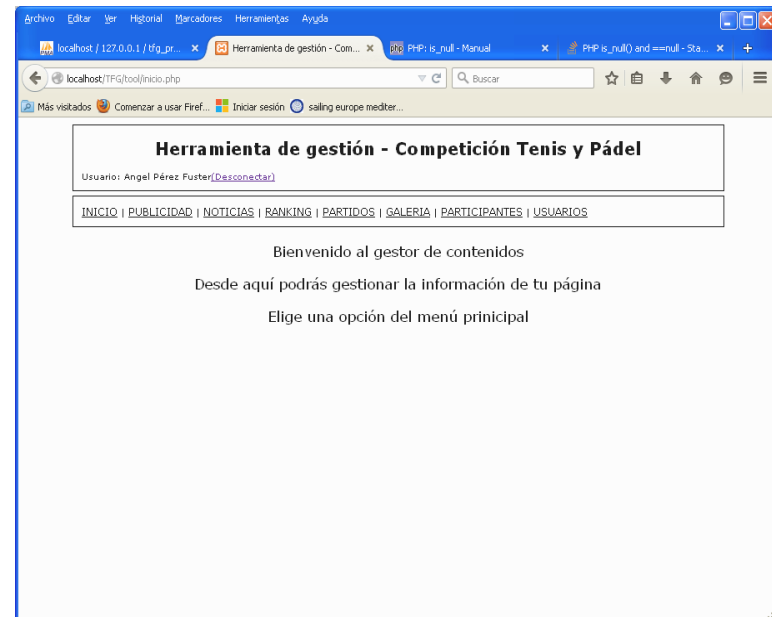 Archivo Editar Ver Historial Marcadores Herramientas Ayuda
localhost / 127.0.0.1 / tfg_pr... Herramienta de gestión - Com... php PHP: is_null - Manual PHP is_null() and ==null - Sta...
localhost/TFG/tool/inicio.php Buscar
Más visitados Comenzar a usar Firef... Iniciar sesión sailing europe mediter...
Herramienta de gestión - Competición Tenis y Pádel
Usuario: Angel Pérez Fuster(Desconectar)
INICIO | PUBLICIDAD | NOTICIAS | RANKING | PARTIDOS | GALERIA | PARTICIPANTES | USUARIOS
Bienvenido al gestor de contenidos
Desde aquí podrás gestionar la información de tu página
Elige una opción del menú prinicipal